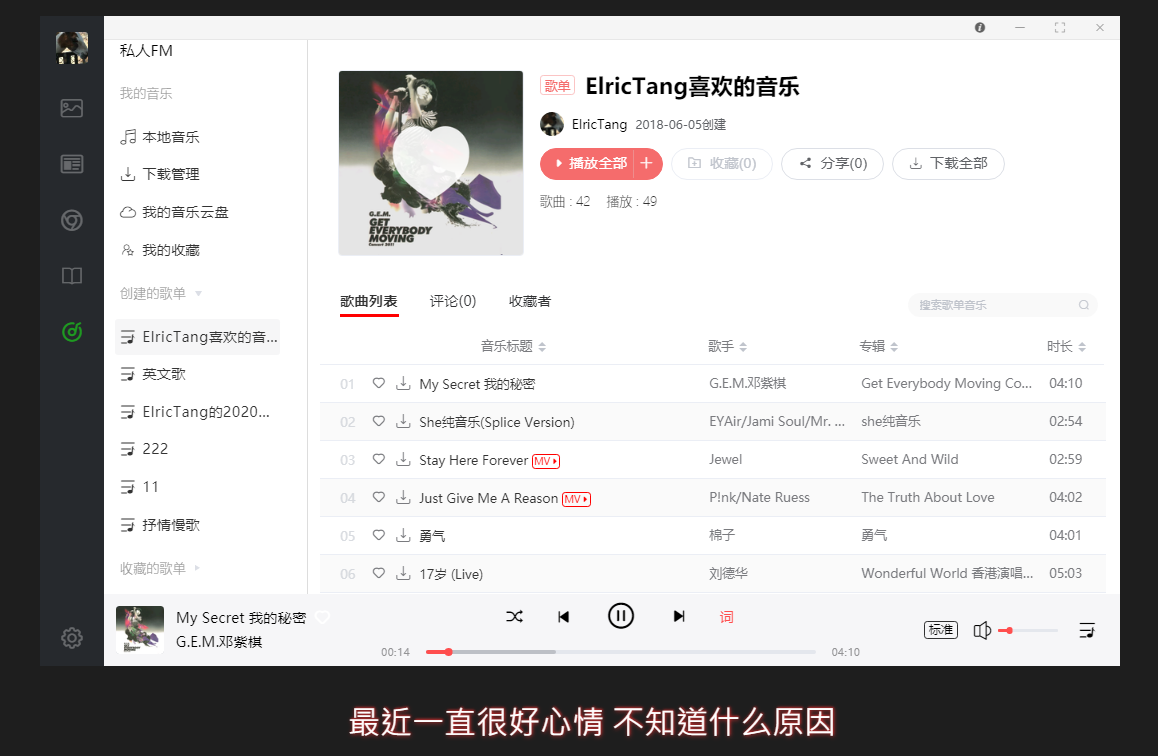 私人FM
我的音乐
本地音乐
下载管理
我的音乐云盘
我的收藏
创建的歌单
ElricTang喜欢的音...
英文歌
ElricTang的2020...
222
11
抒情慢歌
收藏的歌单
G.E.M.
GET
EVERYBODY
MOVING
Concert 2011
歌单 ElricTang喜欢的音乐
ElricTang 2018-06-05创建
播放全部 + 收藏(0) 分享(0) 下载全部
歌曲 : 42 播放 : 49
歌曲列表 评论(0) 收藏者 搜索歌单音乐
音乐标题 歌手 专辑 时长
01 My Secret 我的秘密 G.E.M.邓紫棋 Get Everybody Moving Co... 04:10
02 She纯音乐(Splice Version) EYAir/Jami Soul/Mr. ... she纯音乐 02:54
03 Stay Here Forever MV Jewel Sweet And Wild 02:59
04 Just Give Me A Reason MV P!nk/Nate Ruess The Truth About Love 04:02
05 勇气 棉子 勇气 04:01
06 17岁 (Live) 刘德华 Wonderful World 香港演唱... 05:03
My Secret 我的秘密
G.E.M.邓紫棋
词
00:14 04:10
标准
最近一直很好心情 不知道什么原因